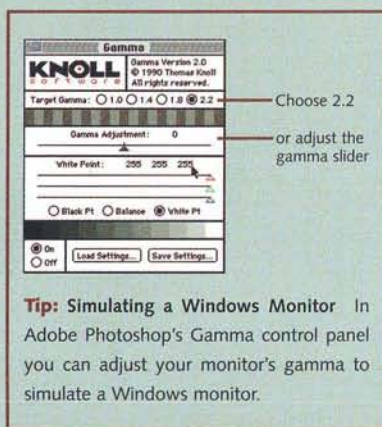 Gamma
KNOLL
software
Gamma Version 2.0
© 1990 Thomas Knoll
All rights reserved.
Target Gamma: 1.0 1.4 1.8 2.2
Choose 2.2
Gamma Adjustment: 0
or adjust the
gamma slider
White Point: 255 255 255
Black Pt Balance White Pt
On
Off
Load Settings... Save Settings...
Tip: Simulating a Windows Monitor In
Adobe Photoshop's Gamma control panel
you can adjust your monitor's gamma to
simulate a Windows monitor.